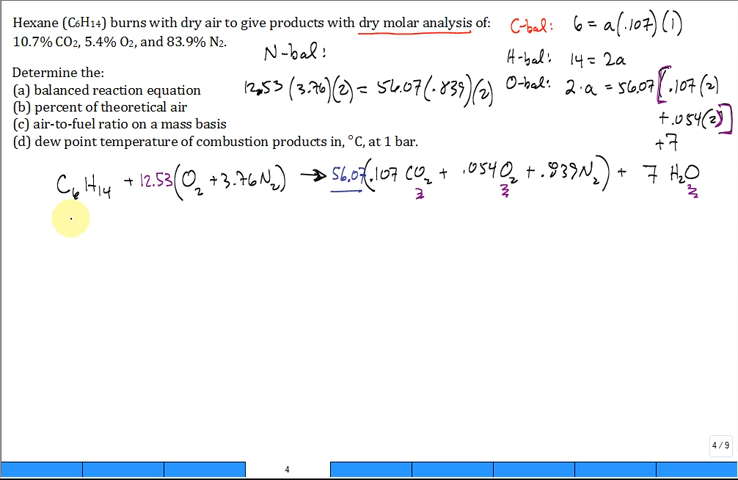 Hexane (C6H14) burns with dry air to give products with dry molar analysis of:
10.7% CO2, 5.4% O2, and 83.9% N2.
Determine the:
(a) balanced reaction equation
(b) percent of theoretical air
(c) air-to-fuel ratio on a mass basis
(d) dew point temperature of combustion products in, °C, at 1 bar.
C-bal: 6 = a(.107)(1)
H-bal: 14 = 2a
N-bal:
12.53(3.76)(2) = 56.07(.839)(2)
O-bal: 2·a = 56.07[.107(2)
+.054(2)]
+7
C6H14 + 12.53(O2 + 3.76N2) → 56.07(.107 CO2 + .054O2 + .839N2) + 7 H2O
4 / 9
4